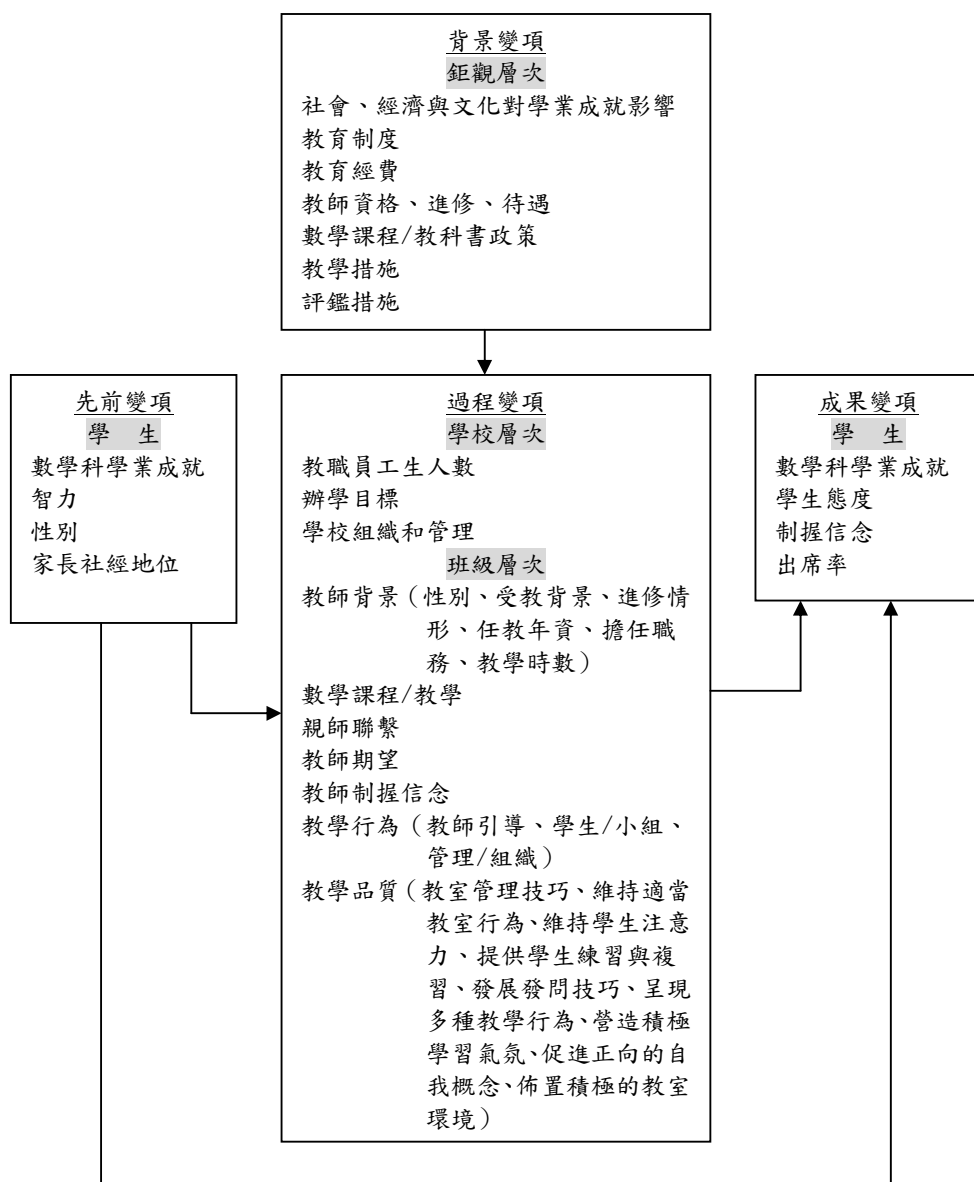 背景變項
鉅觀層次
社會、經濟與文化對學業成就影響
教育制度
教育經費
教師資格、進修、待遇
數學課程/教科書政策
教學措施
評鑑措施
先前變項
學 生
數學科學業成就
智力
性別
家長社經地位
過程變項
學校層次
教職員工生人數
辦學目標
學校組織和管理
班級層次
教師背景（性別、受教背景、進修情
形、任教年資、擔任職
務、教學時數）
數學課程/教學
親師聯繫
教師期望
教師制握信念
教學行為（教師引導、學生/小組、
管理/組織）
教學品質（教室管理技巧、維持適當
教室行為、維持學生注意
力、提供學生練習與複
習、發展發問技巧、呈現
多種教學行為、營造積極
學習氣氛、促進正向的自
我概念、佈置積極的教室
環境）
成果變項
學 生
數學科學業成就
學生態度
制握信念
出席率